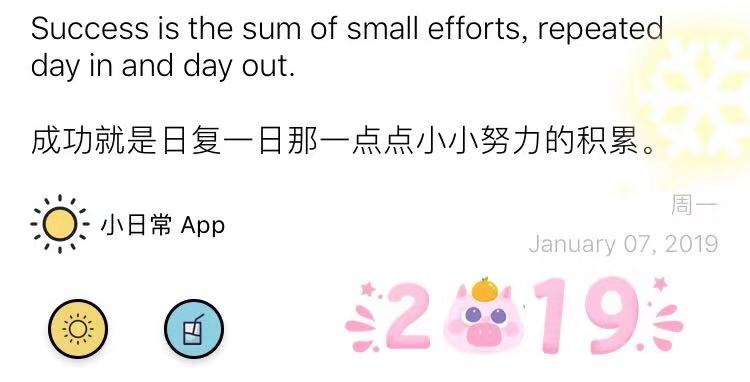 Success is the sum of small efforts, repeated
day in and day out.
成功就是日复一日那一点点小小努力的积累。
小日常 App
周一
January 07, 2019
2019